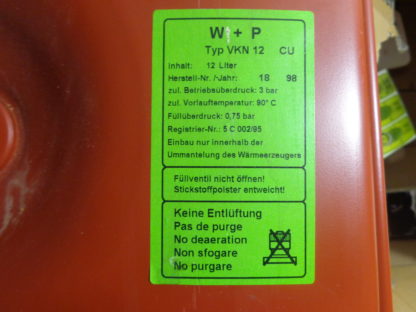 W + P
Typ VKN 12 CU
Inhalt: 12 Liter
Herstell-Nr. /Jahr: 18 98
zul. Betriebsüberdruck: 3 bar
zul. Vorlauftemperatur: 90° C
Fülüberdruck: 0,75 bar
Registrier-Nr.: 5 C 002/95
Einbau nur innerhalb der
Ummantelung des Wärmeerzeugers
Füllventil nicht öffnen!
Stickstoffpolster entweicht!
Keine Entlüftung
Pas de purge
No deaeration
Non sfogare
No purgare